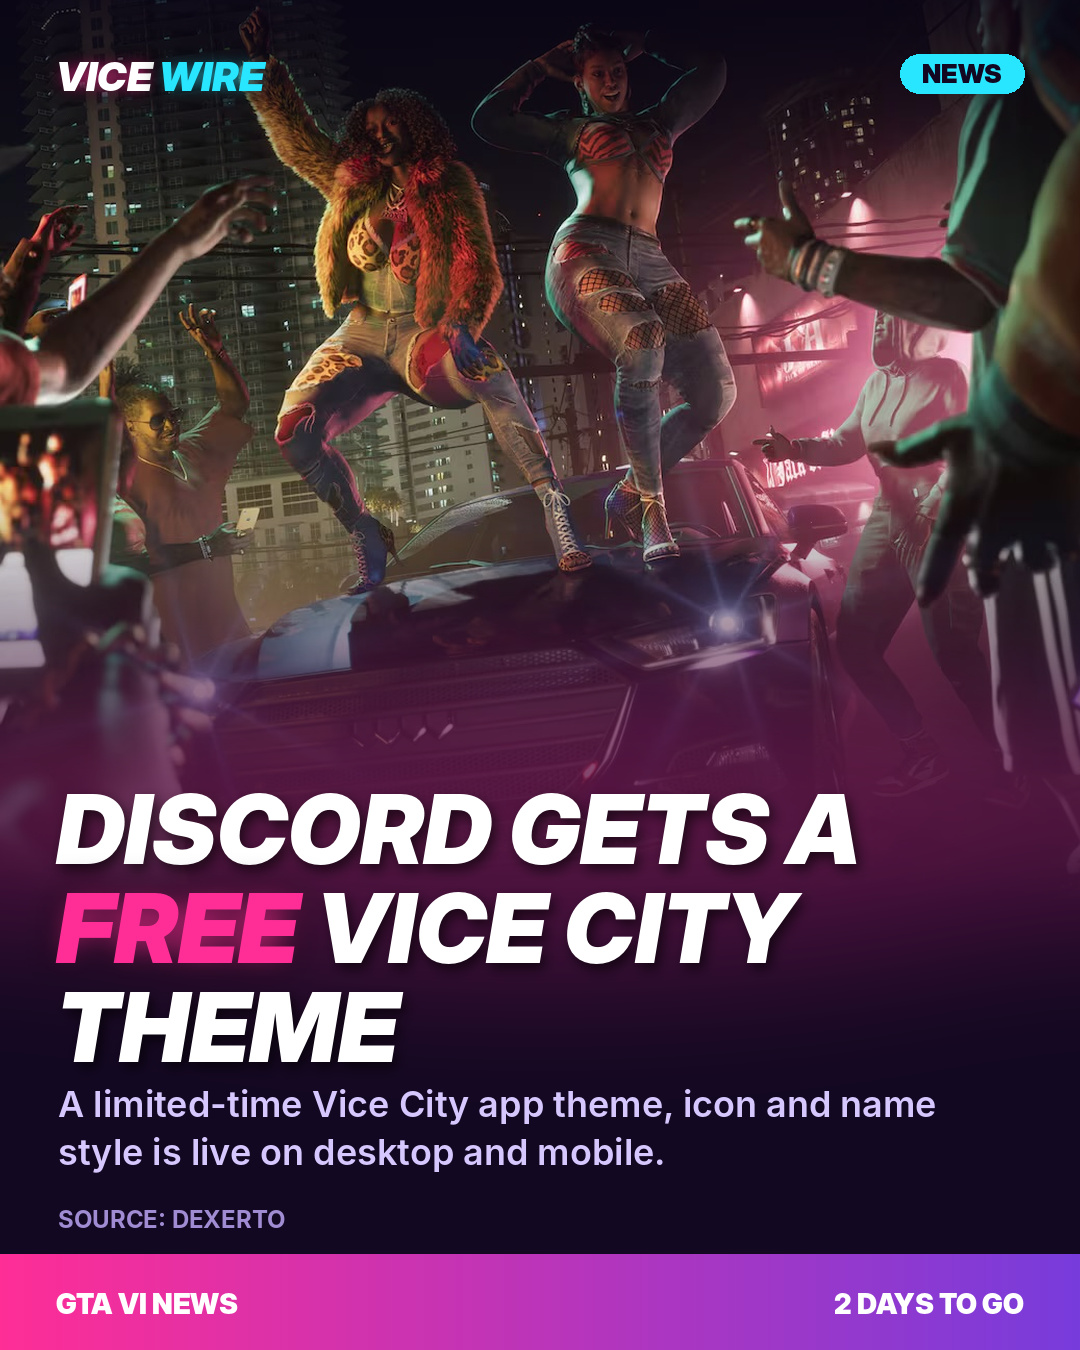 VICE WIRE
NEWS
DISCORD GETS A
FREE VICE CITY
THEME
A limited-time Vice City app theme, icon and name
style is live on desktop and mobile.
SOURCE: DEXERTO
GTA VI NEWS
2 DAYS TO GO